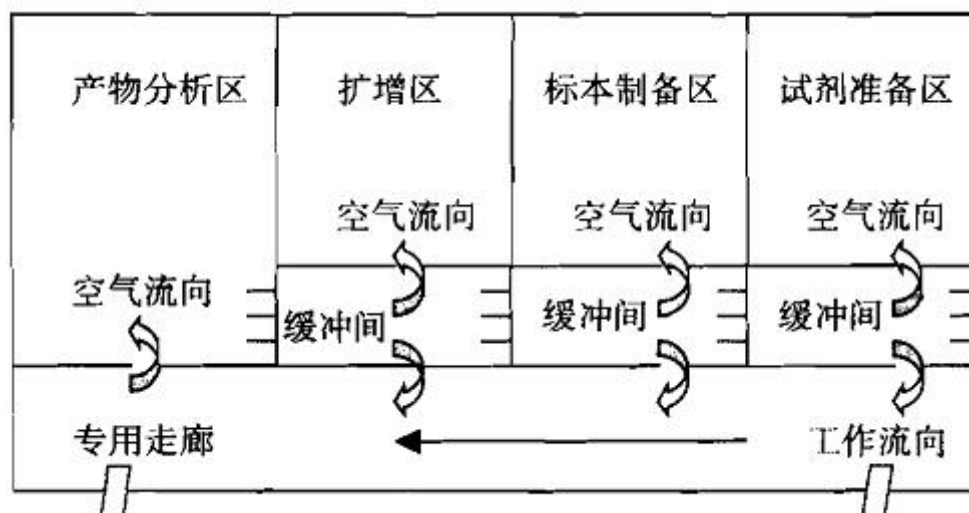 产物分析区 扩增区 标本制备区 试剂准备区
空气流向 空气流向 空气流向
空气流向
缓冲间 缓冲间 缓冲间
专用走廊 工作流向